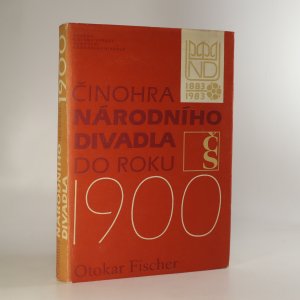 ND
1883
1983
ČINOHRA
NÁRODNÍHO
DIVADLA
DO ROKU
ČS
1900
Otokar Fischer
NÁRODNÍHO
DIVADLA
1900